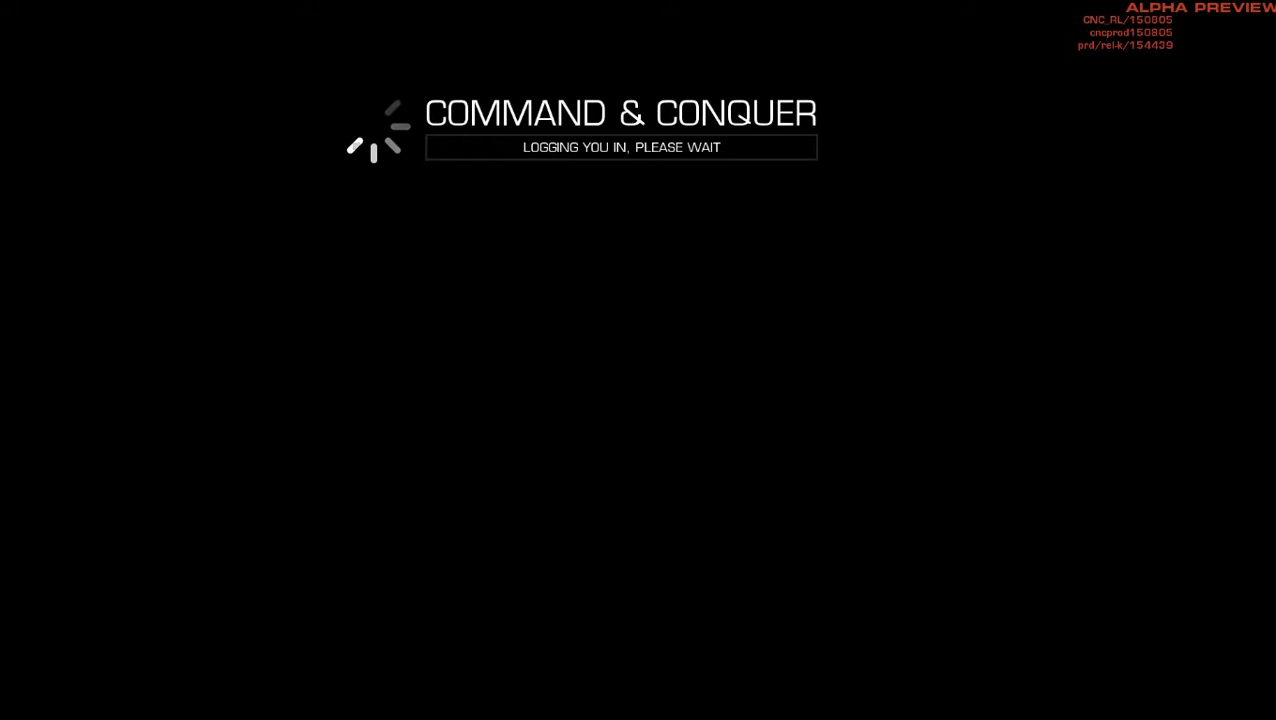 ALPHA PREVIEW
CNC_RL/150805
cncprod150805
prd/rel-k/154439
COMMAND & CONQUER
LOGGING YOU IN, PLEASE WAIT